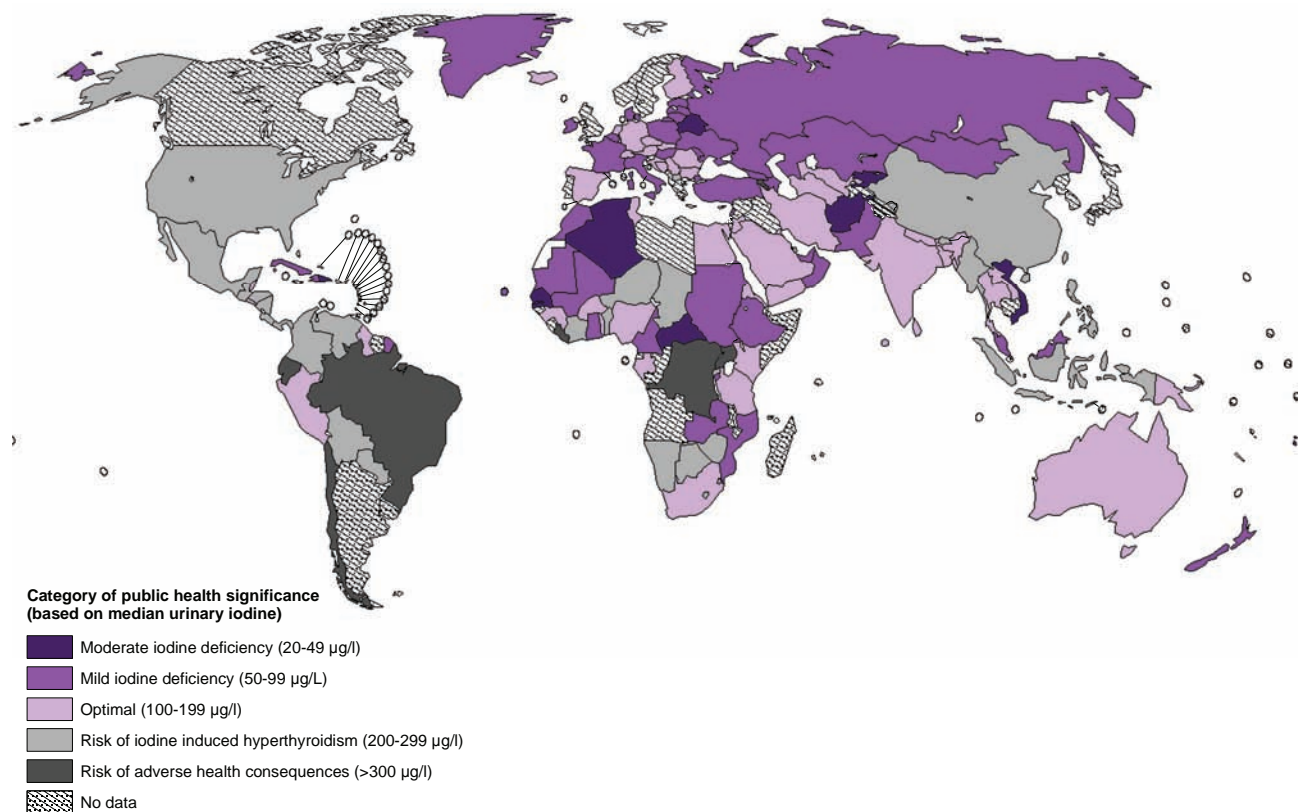 Category of public health significance
(based on median urinary iodine)
Moderate iodine deficiency (20-49 µg/l)
Mild iodine deficiency (50-99 µg/L)
Optimal (100-199 µg/l)
Risk of iodine induced hyperthyroidism (200-299 µg/l)
Risk of adverse health consequences (>300 µg/l)
No data